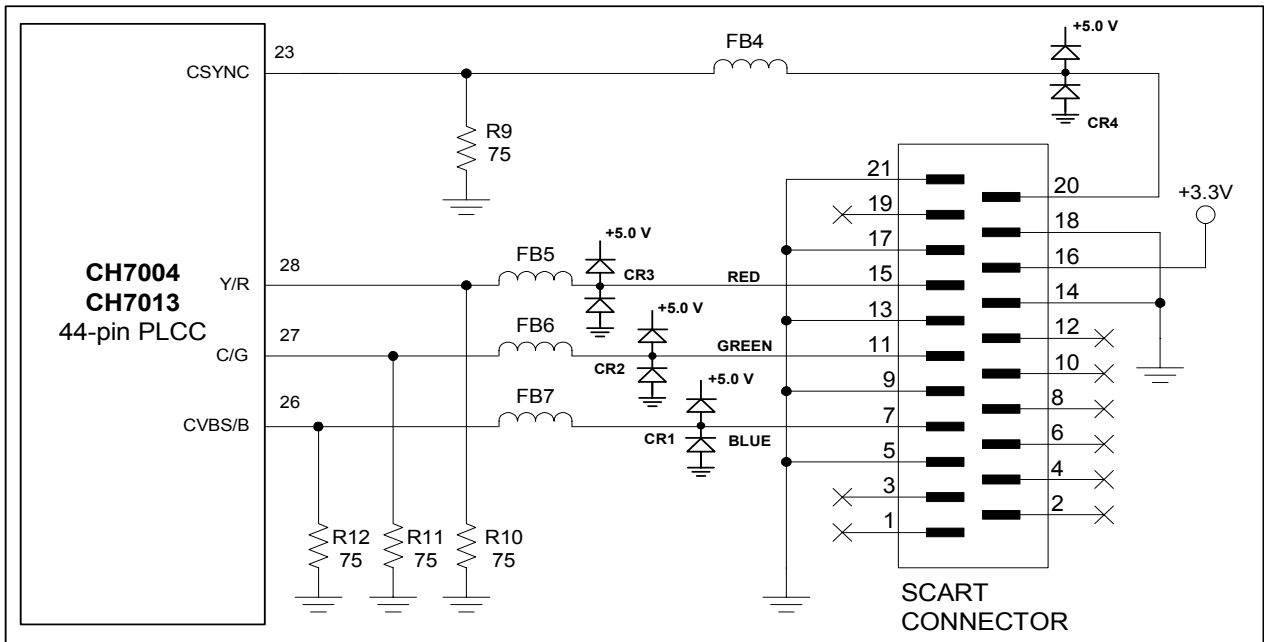 CH7004
CH7013
44-pin PLCC
CSYNC
23
Y/R
28
C/G
27
CVBS/B
26
R9
75
FB4
+5.0 V
CR4
FB5
+5.0 V
CR3
RED
FB6
+5.0 V
CR2
GREEN
FB7
+5.0 V
CR1
BLUE
R12
75
R11
75
R10
75
21
19
17
15
13
11
9
7
5
3
1
20
18
16
14
12
10
8
6
4
2
+3.3V
SCART
CONNECTOR